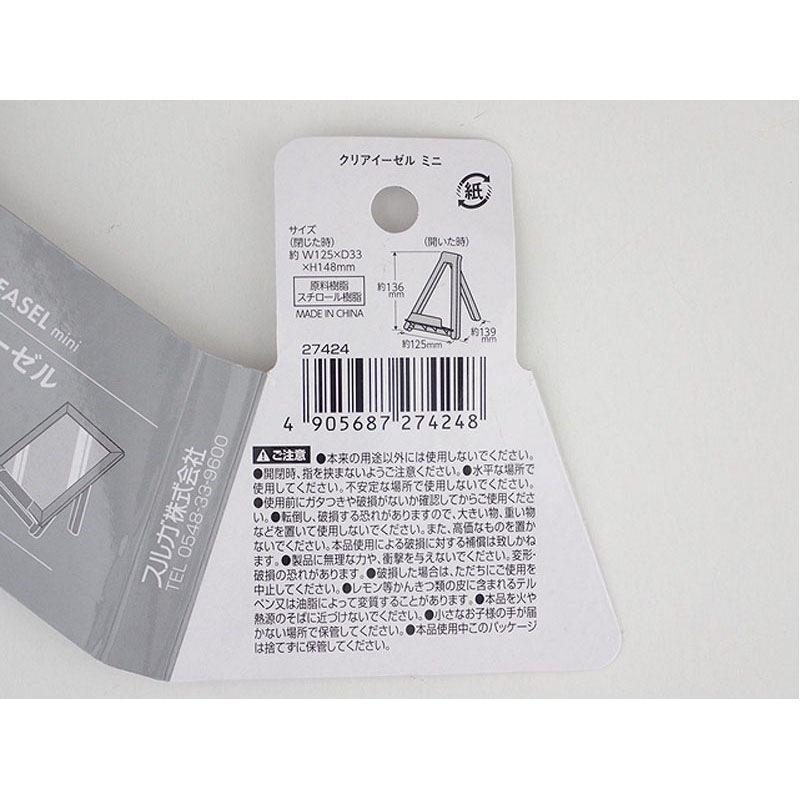 クリアイーゼル ミニ
紙
サイズ
(閉じた時)
約 W125×D33
×H148mm
原料樹脂
スチロール樹脂
MADE IN CHINA
(開いた時)
約136
mm
約125mm
約139
mm
27424
4 905687 274248
ご注意 ●本来の用途以外には使用しないでください。
●開閉時、指を挟まないようご注意ください。●水平な場所で
使用してください。不安定な場所で使用しないでください。
●使用前にガタつきや破損がないか確認してからご使用くださ
い。●転倒し、破損する恐れがありますので、大きい物、重い物
などを置いて使用しないでください。また、高価なものを置か
ないでください。本品使用による破損に対する補償は致しかね
ます。●製品に無理な力や、衝撃を与えないでください。変形・
破損の恐れがあります。●破損した場合は、ただちにご使用を
中止してください。●レモン等かんきつ類の皮に含まれるテル
ペン又は油脂によって変質することがあります。●本品を火や
熱源のそばに近づけないでください。●小さなお子様の手が届
かない場所で保管してください。●本品使用中このパッケージ
は捨てずに保管してください。
EASEL mini
ーゼル
スルガ株式会社
TEL 0548-33-9600